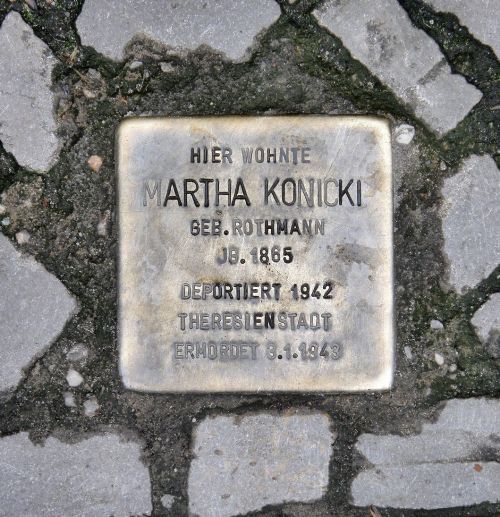 HIER WOHNTE
MARTHA KONICKI
GEB. ROTHMANN
JG. 1865
DEPORTIERT 1942
THERESIENSTADT
ERMORDET 3.1.1943